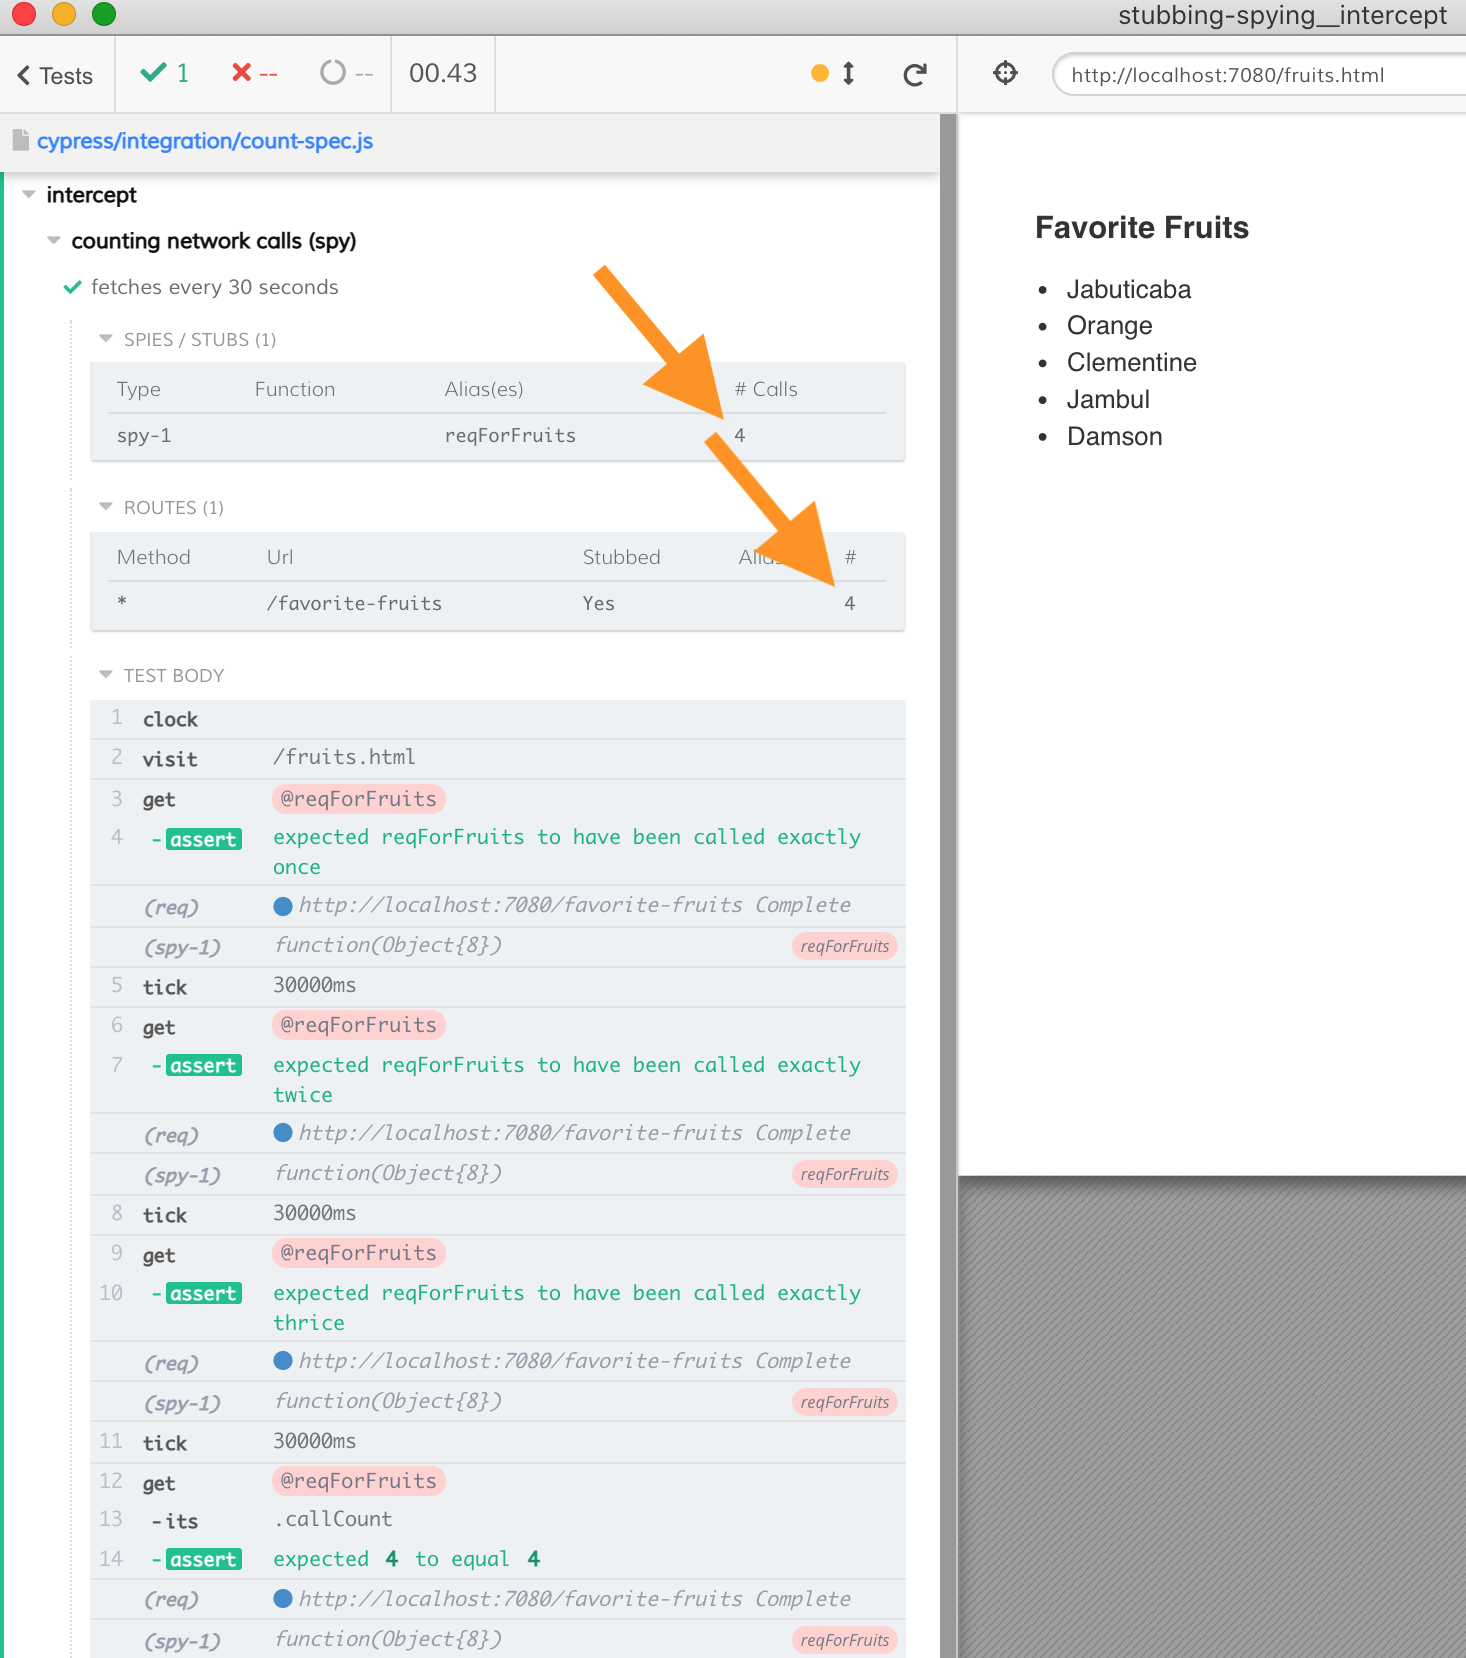 stubbing-spying__intercept
Tests 1 -- -- 00.43 http://localhost:7080/fruits.html
cypress/integration/count-spec.js
intercept
counting network calls (spy)
fetches every 30 seconds
SPIES / STUBS (1)
Type Function Alias(es) # Calls
spy-1 reqForFruits 4
ROUTES (1)
Method Url Stubbed #
* /favorite-fruits Yes 4
TEST BODY
1 clock
2 visit /fruits.html
3 get @reqForFruits
4 -assert expected reqForFruits to have been called exactly
once
(req) http://localhost:7080/favorite-fruits Complete
(spy-1) function(Object{8}) reqForFruits
5 tick 30000ms
6 get @reqForFruits
7 -assert expected reqForFruits to have been called exactly
twice
(req) http://localhost:7080/favorite-fruits Complete
(spy-1) function(Object{8}) reqForFruits
8 tick 30000ms
9 get @reqForFruits
10 -assert expected reqForFruits to have been called exactly
thrice
(req) http://localhost:7080/favorite-fruits Complete
(spy-1) function(Object{8}) reqForFruits
11 tick 30000ms
12 get @reqForFruits
13 -its .callCount
14 -assert expected 4 to equal 4
(req) http://localhost:7080/favorite-fruits Complete
(spy-1) function(Object{8}) reqForFruits
Favorite Fruits
• Jabuticaba
• Orange
• Clementine
• Jambul
• Damson